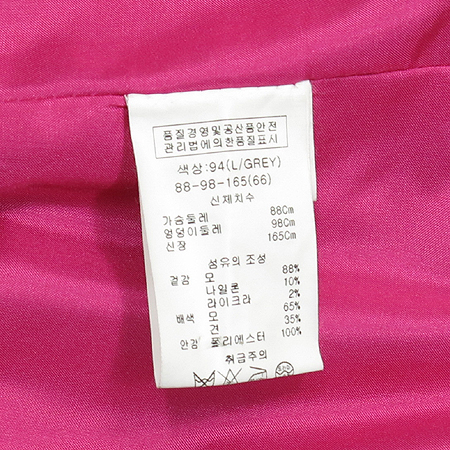 품질경영및공산품안전
관리법에의한품질표시
색상:94(L/GREY)
88-98-165(66)
신체치수
가슴둘레 88Cm
엉덩이둘레 98Cm
신장 165Cm
섬유의 조성
겉감 모 88%
나일론 10%
라이크라 2%
배색 모 65%
견 35%
안감 폴리에스터 100%
취급주의